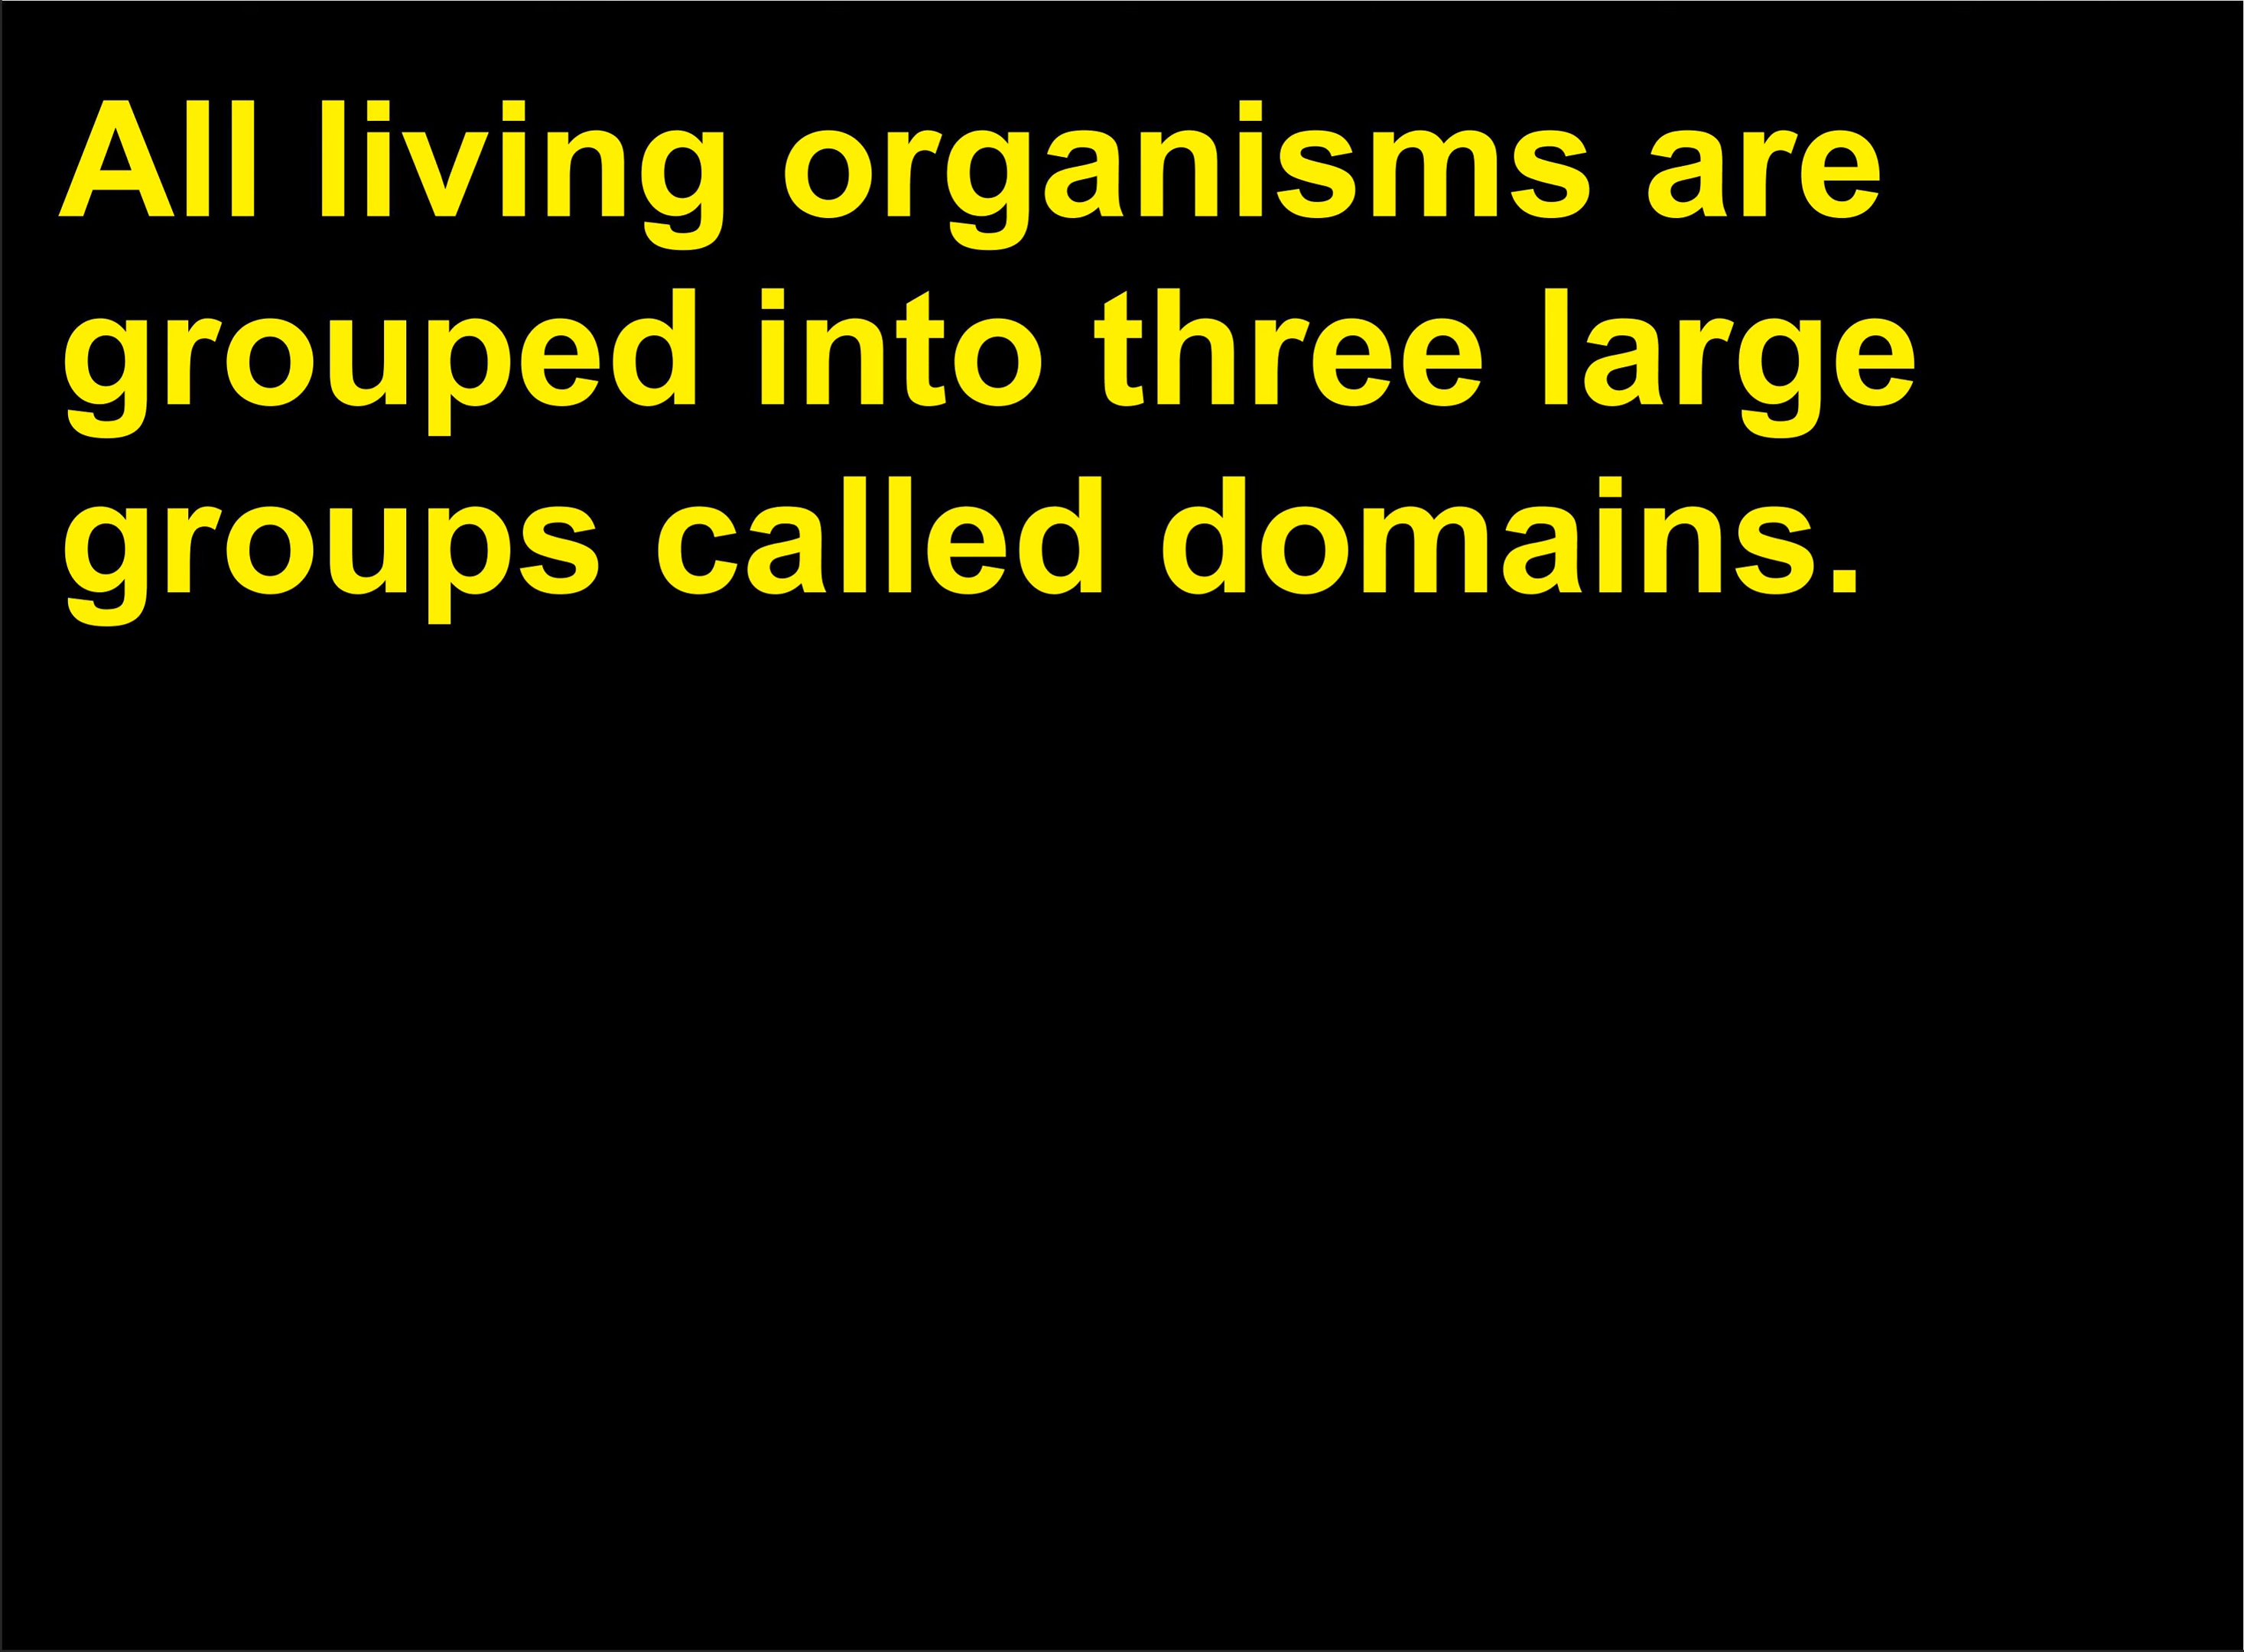 All living organisms are
grouped into three large
groups called domains.